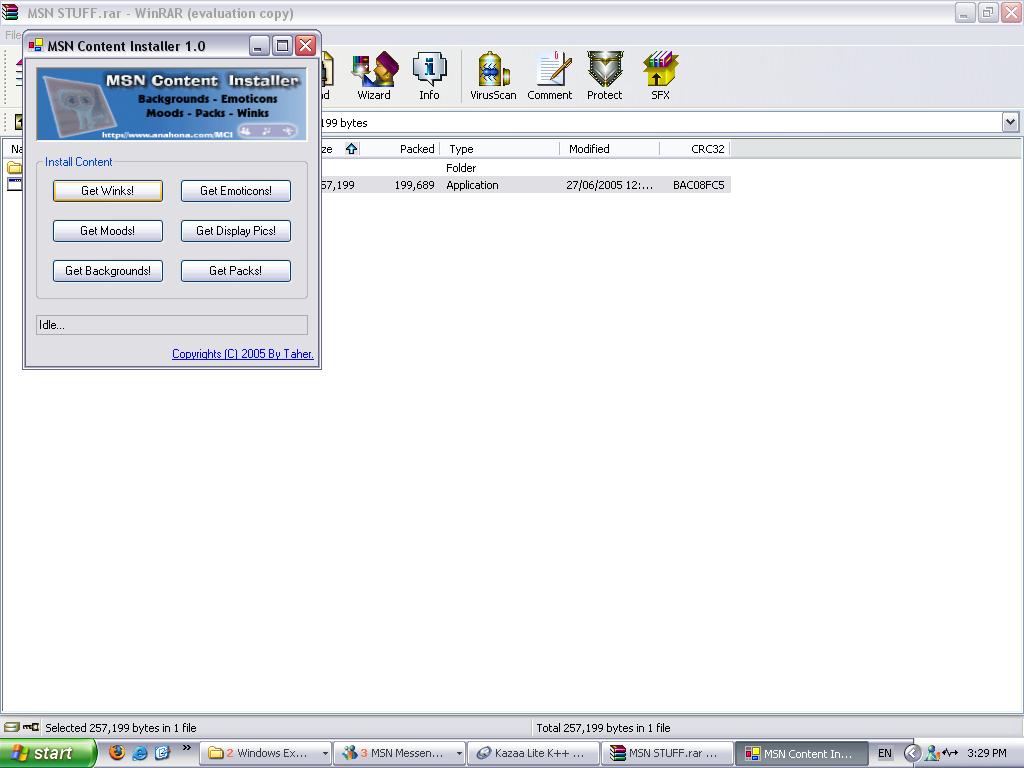 MSN STUFF.rar - WinRAR (evaluation copy)
File
MSN Content Installer 1.0
MSN Content Installer
Backgrounds - Emoticons
Moods - Packs - Winks
http://www.anahona.com/MCI
Wizard Info VirusScan Comment Protect SFX
199 bytes
Packed Type Modified CRC32
Folder
257,199 199,689 Application 27/06/2005 12:... BAC08FC5
Install Content
Get Winks! Get Emoticons!
Get Moods! Get Display Pics!
Get Backgrounds! Get Packs!
Idle...
Copyrights (C) 2005 By Taher.
Selected 257,199 bytes in 1 file Total 257,199 bytes in 1 file
start 2 Windows Ex... 3 MSN Messen... Kazaa Lite K++ ... MSN STUFF.rar ... MSN Content In... EN 3:29 PM